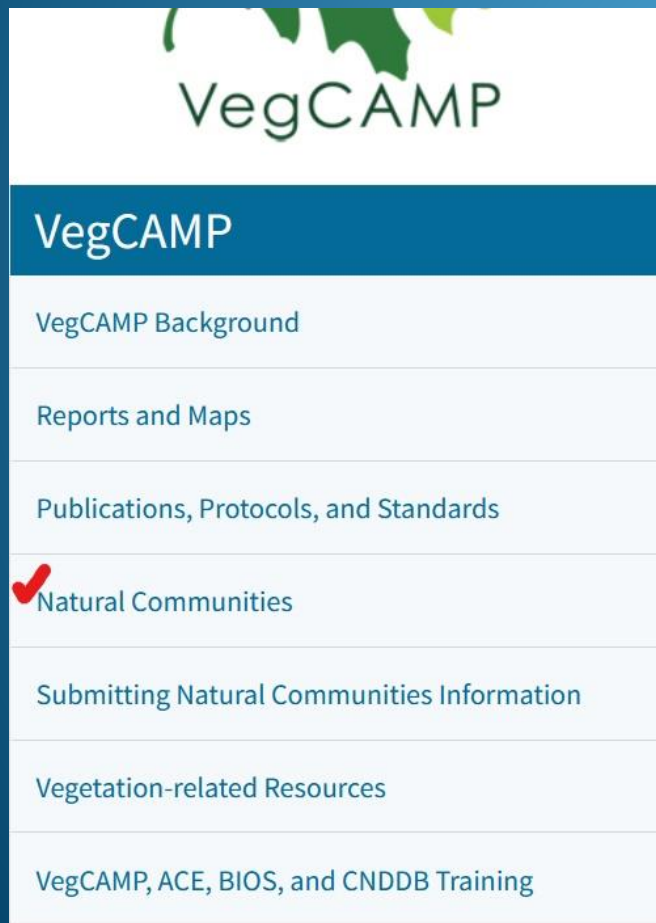 VegCAMP
VegCAMP
VegCAMP Background
Reports and Maps
Publications, Protocols, and Standards
Natural Communities
Submitting Natural Communities Information
Vegetation-related Resources
VegCAMP, ACE, BIOS, and CNDDB Training